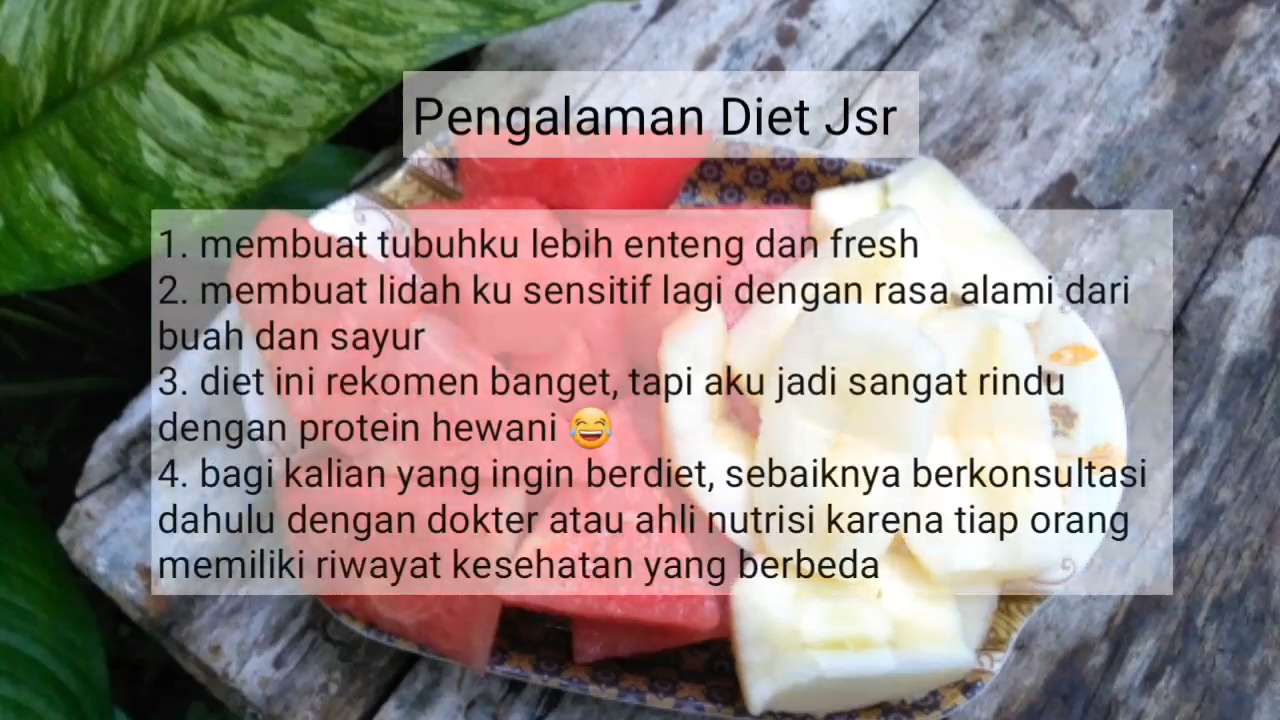 Pengalaman Diet Jsr
1. membuat tubuhku lebih enteng dan fresh
2. membuat lidah ku sensitif lagi dengan rasa alami dari
buah dan sayur
3. diet ini rekomen banget, tapi aku jadi sangat rindu
dengan protein hewani 😂
4. bagi kalian yang ingin berdiet, sebaiknya berkonsultasi
dahulu dengan dokter atau ahli nutrisi karena tiap orang
memiliki riwayat kesehatan yang berbeda